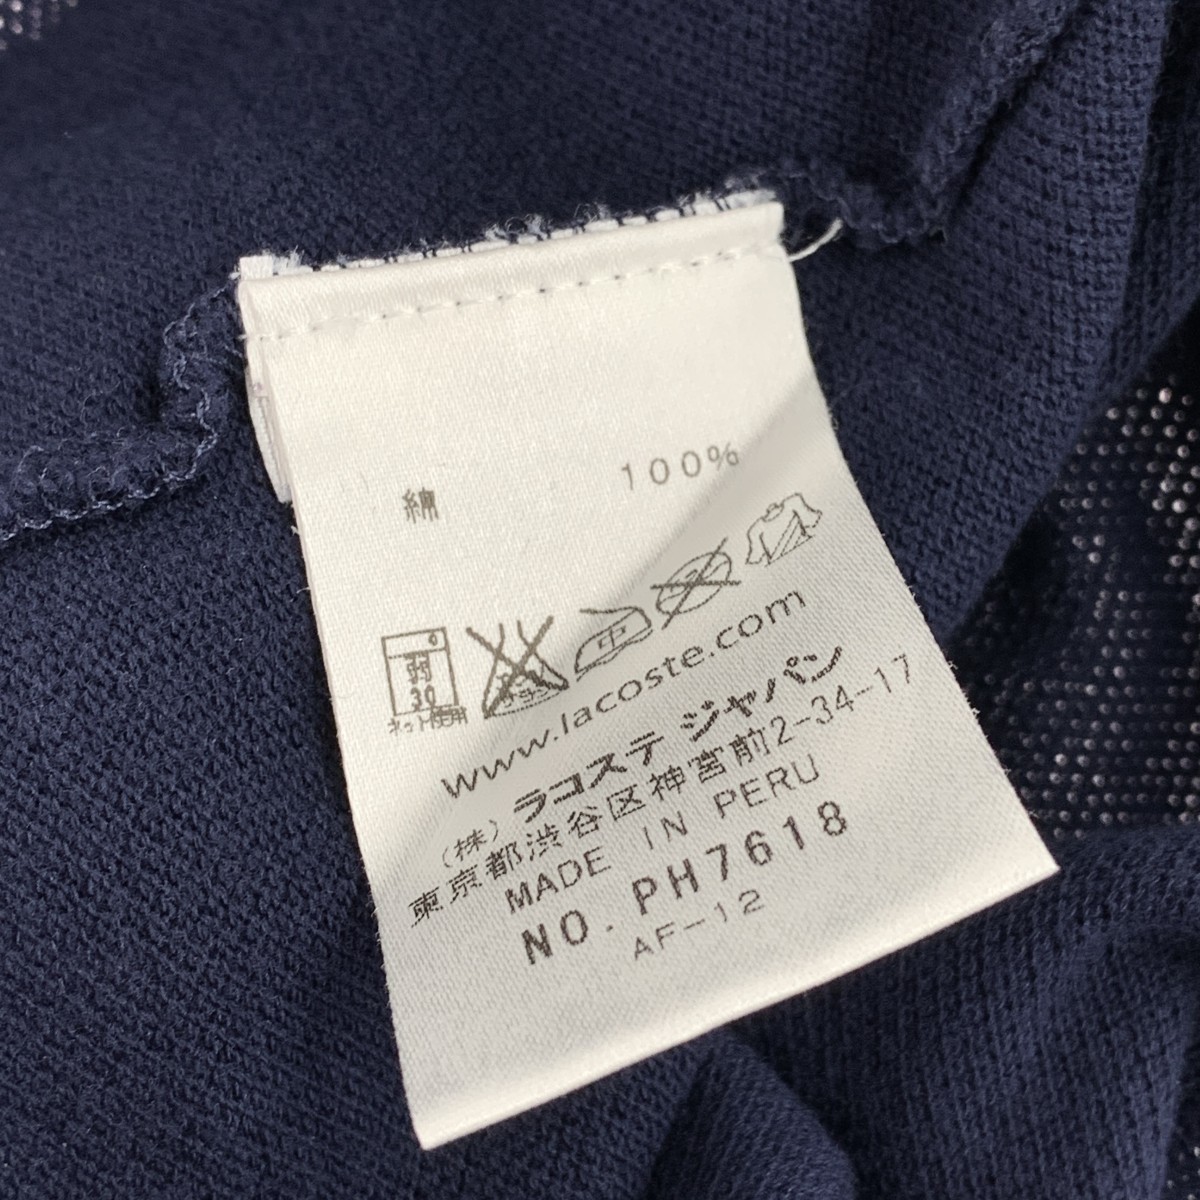 綿 100%
弱
30
中
ネット使用
www.lacoste.com
(株) ラコステ ジャパン
東京都渋谷区神宮前2-34-17
MADE IN PERU
NO. PH7618
AF-12